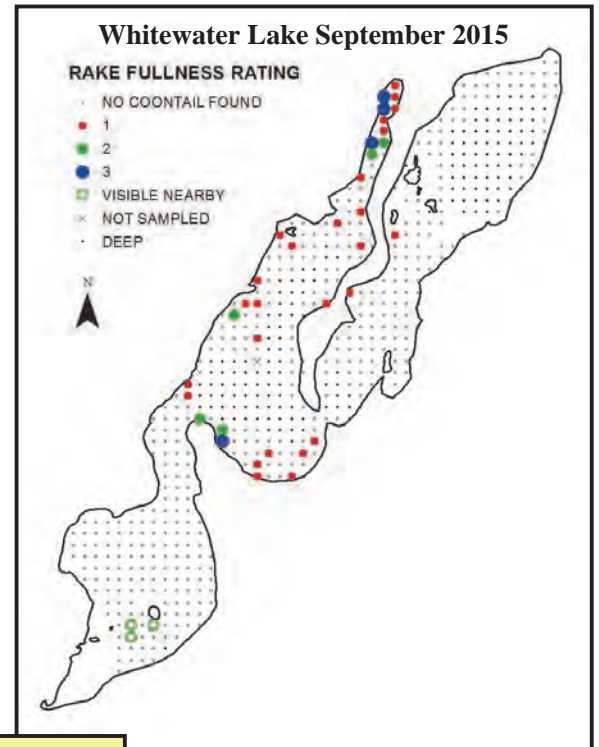 Whitewater Lake September 2015
RAKE FULLNESS RATING
NO COONTAIL FOUND
1
2
3
VISIBLE NEARBY
NOT SAMPLED
DEEP
N